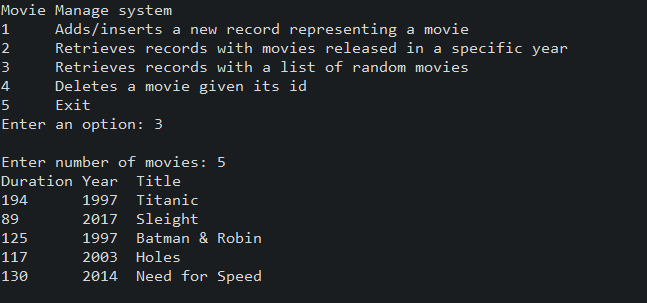 Movie Manage system
1 Adds/inserts a new record representing a movie
2 Retrieves records with movies released in a specific year
3 Retrieves records with a list of random movies
4 Deletes a movie given its id
5 Exit
Enter an option: 3
Enter number of movies: 5
Duration Year Title
194 1997 Titanic
89 2017 Sleight
125 1997 Batman & Robin
117 2003 Holes
130 2014 Need for Speed